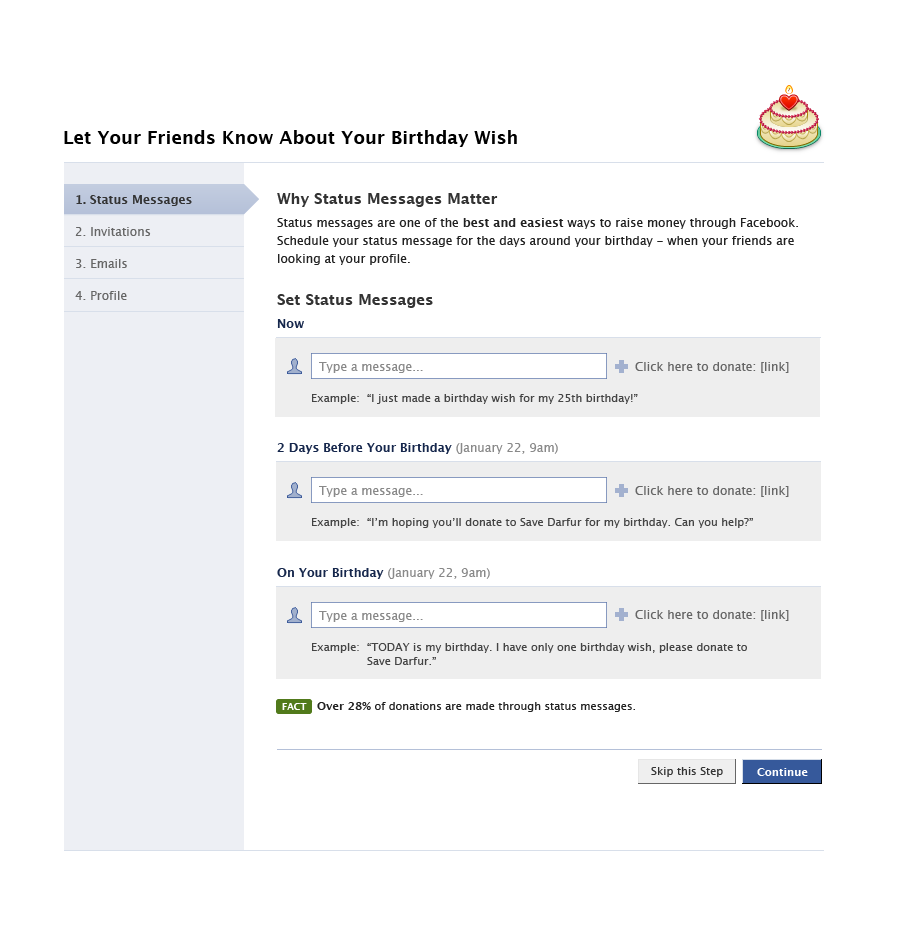 Let Your Friends Know About Your Birthday Wish
1. Status Messages
2. Invitations
3. Emails
4. Profile
Why Status Messages Matter
Status messages are one of the best and easiest ways to raise money through Facebook.
Schedule your status message for the days around your birthday – when your friends are
looking at your profile.
Set Status Messages
Now
Type a message... Click here to donate: [link]
Example: “I just made a birthday wish for my 25th birthday!”
2 Days Before Your Birthday (January 22, 9am)
Type a message... Click here to donate: [link]
Example: “I’m hoping you’ll donate to Save Darfur for my birthday. Can you help?”
On Your Birthday (January 22, 9am)
Type a message... Click here to donate: [link]
Example: “TODAY is my birthday. I have only one birthday wish, please donate to
Save Darfur.”
FACT Over 28% of donations are made through status messages.
Skip this Step Continue